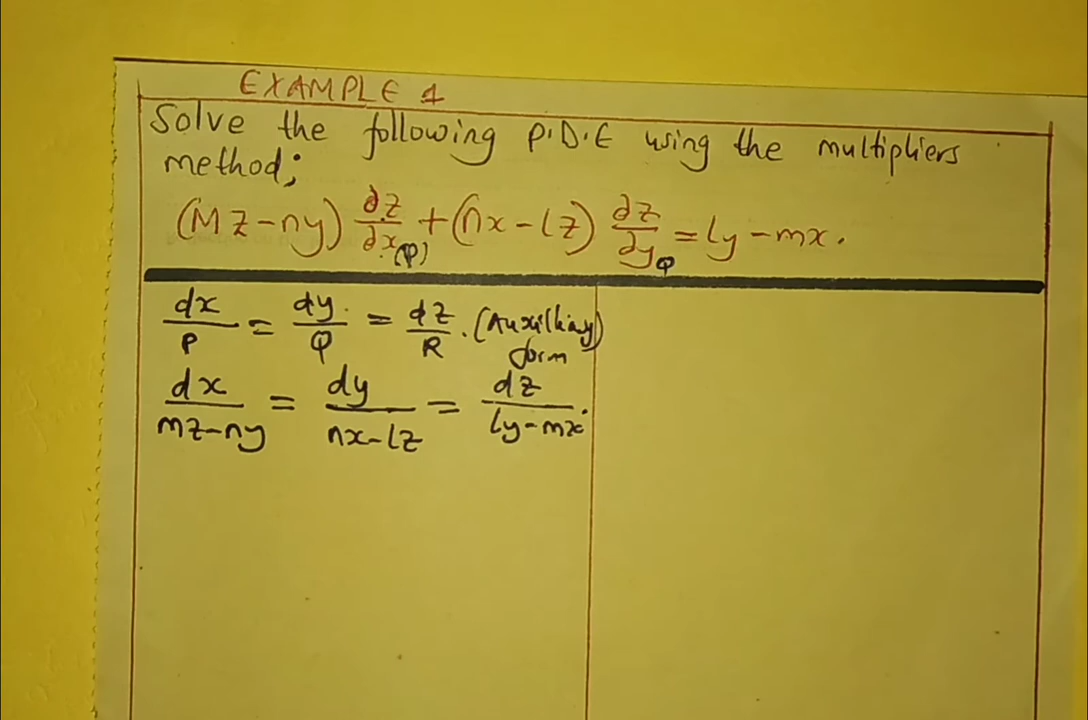 EXAMPLE 1
Solve the following P.D.E using the multipliers
method;
(Mz-ny) ∂z/∂x (P) + (nx-lz) ∂z/∂y Q = ly-mx.
dx/P = dy/Q = dz/R. (Auxilliary
form)
dx/mz-ny = dy/nx-lz = dz/ly-mx.